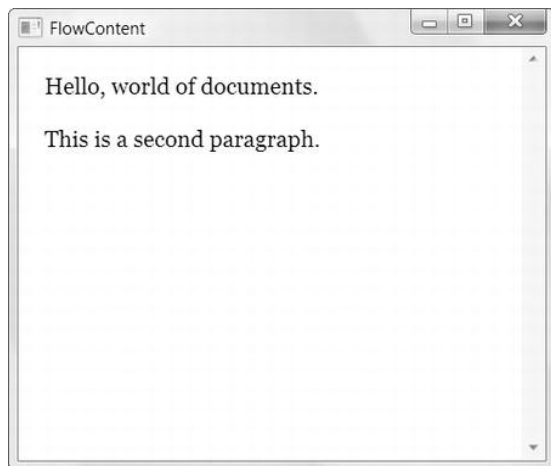 FlowContent
Hello, world of documents.
This is a second paragraph.